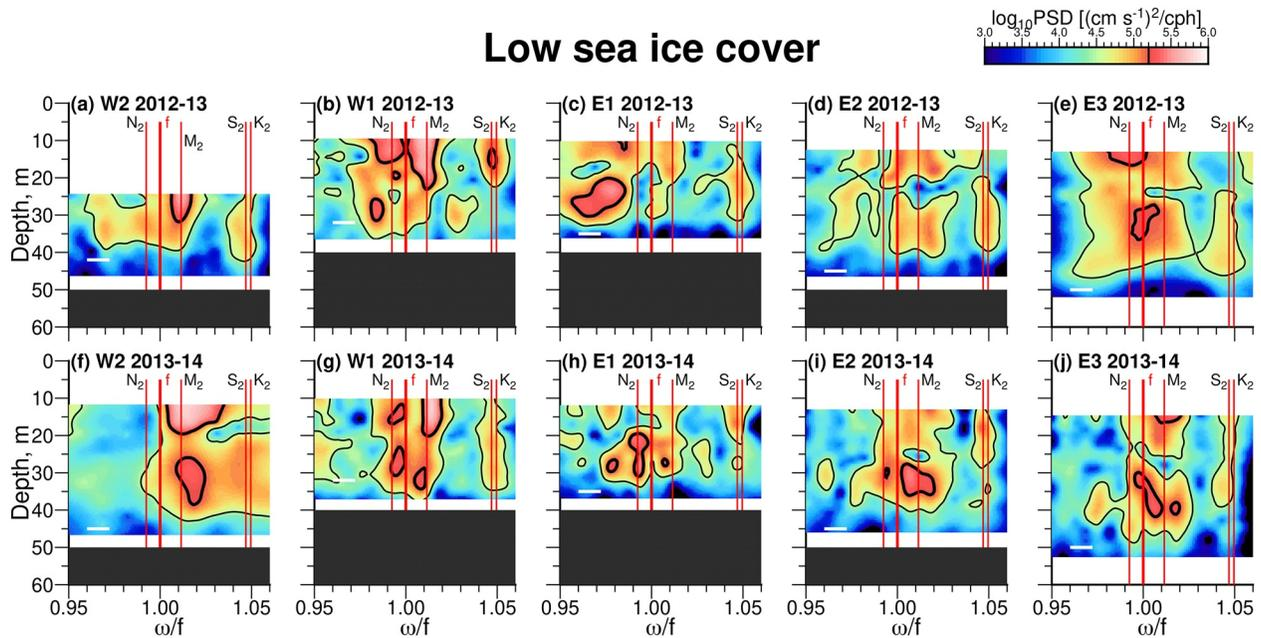 log₁₀PSD [(cm s⁻¹)²/cph]
3.0 3.5 4.0 4.5 5.0 5.5 6.0
Low sea ice cover
(a) W2 2012-13 (b) W1 2012-13 (c) E1 2012-13 (d) E2 2012-13 (e) E3 2012-13
N₂ f M₂ S₂ K₂ N₂ f M₂ S₂ K₂ N₂ f M₂ S₂ K₂ N₂ f M₂ S₂ K₂ N₂ f M₂ S₂ K₂
Depth, m
0
10
20
30
40
50
60
(f) W2 2013-14 (g) W1 2013-14 (h) E1 2013-14 (i) E2 2013-14 (j) E3 2013-14
N₂ f M₂ S₂ K₂ N₂ f M₂ S₂ K₂ N₂ f M₂ S₂ K₂ N₂ f M₂ S₂ K₂ N₂ f M₂ S₂ K₂
Depth, m
0
10
20
30
40
50
60
0.95 1.00 1.05 0.95 1.00 1.05 0.95 1.00 1.05 0.95 1.00 1.05 0.95 1.00 1.05
ω/f ω/f ω/f ω/f ω/f